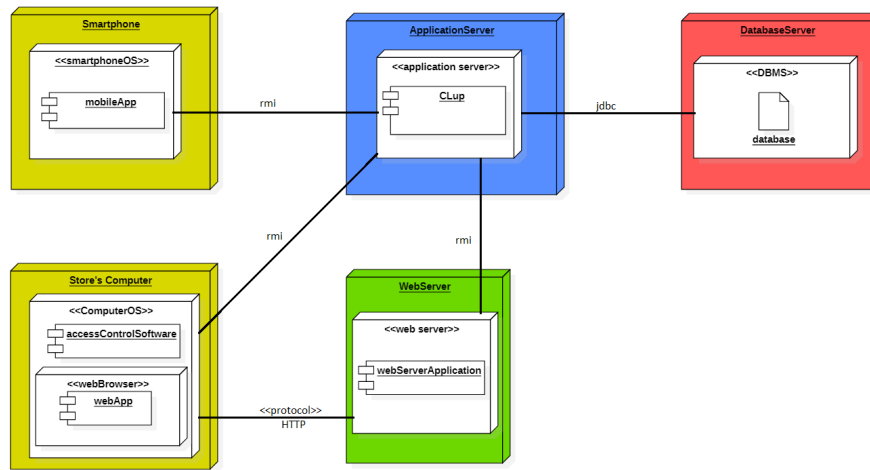 Smartphone
<<smartphoneOS>>
mobileApp
rmi
ApplicationServer
<<application server>>
CLup
jdbc
DatabaseServer
<<DBMS>>
database
rmi
rmi
Store's Computer
<<ComputerOS>>
accessControlSoftware
<<webBrowser>>
webApp
<<protocol>>
HTTP
WebServer
<<web server>>
webServerApplication